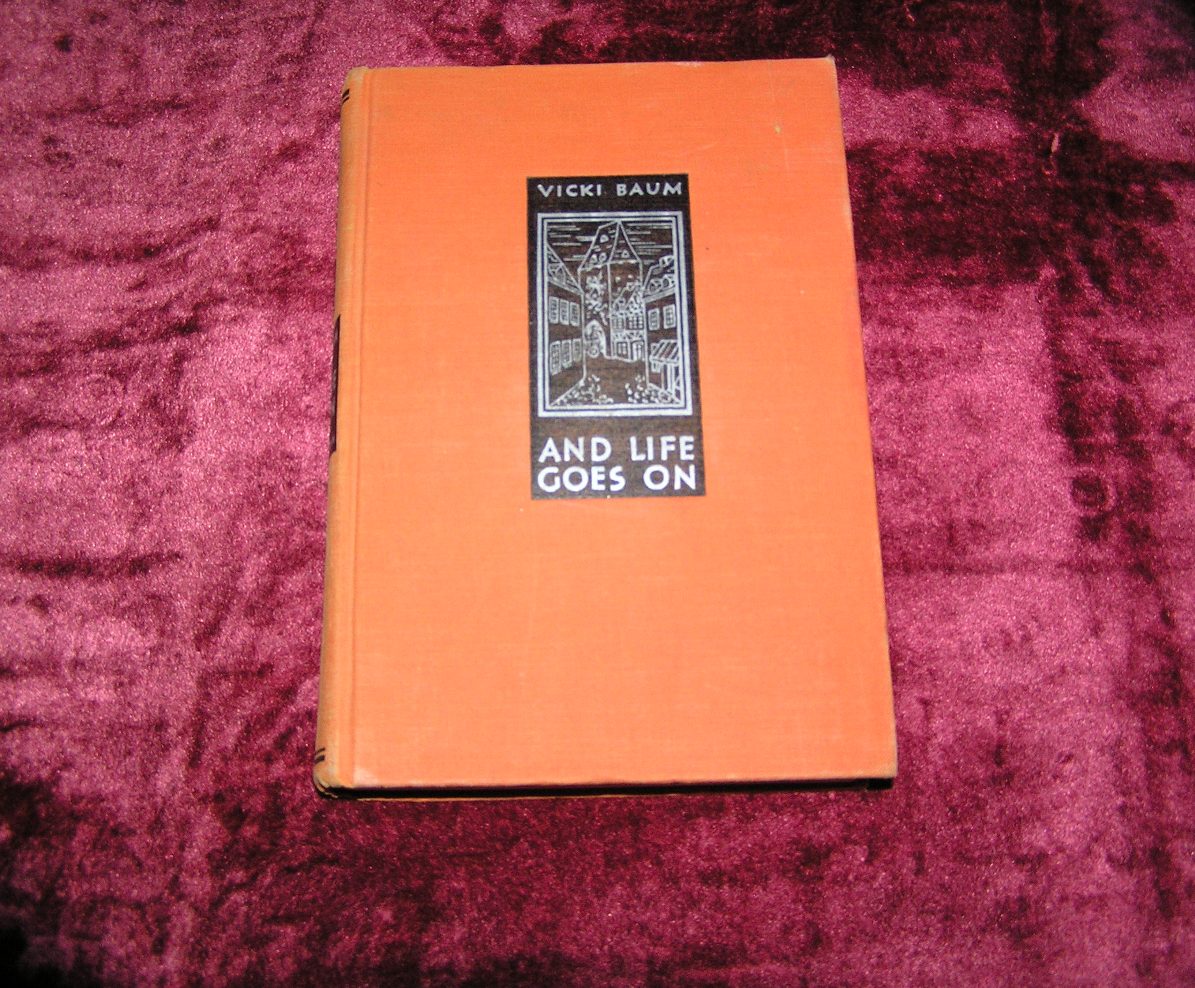 VICKI BAUM
AND LIFE
GOES ON